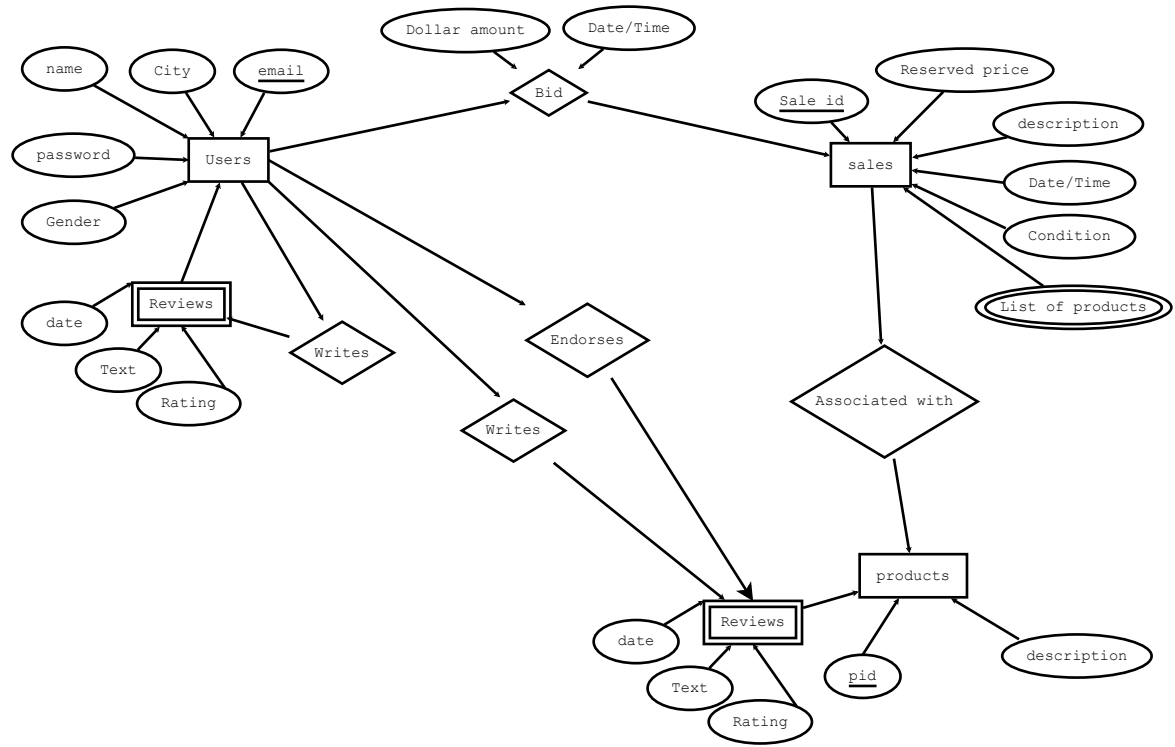 Dollar amount
Date/Time
name
City
email
Bid
Reserved price
Sale id
description
password
Users
sales
Date/Time
Gender
Condition
Reviews
List of products
date
Writes
Endorses
Text
Rating
Associated with
Writes
products
Reviews
date
description
pid
Text
Rating